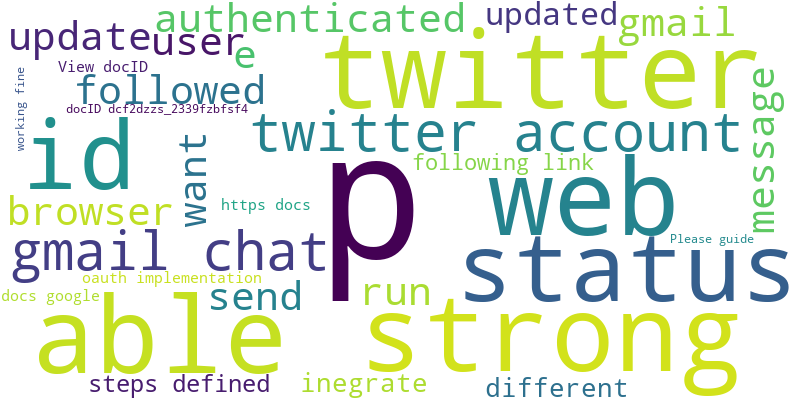 authenticated
updated
gmail
update
user
e
twitter
View docID
followed
docID dcf2dzzs_2339fzbfsf4
working fine
id
want
twitter account
message
following link
p
web
browser
https docs
gmail chat
status
Please guide
oauth implementation
docs google
send
run
able
strong
steps defined
inegrate
different